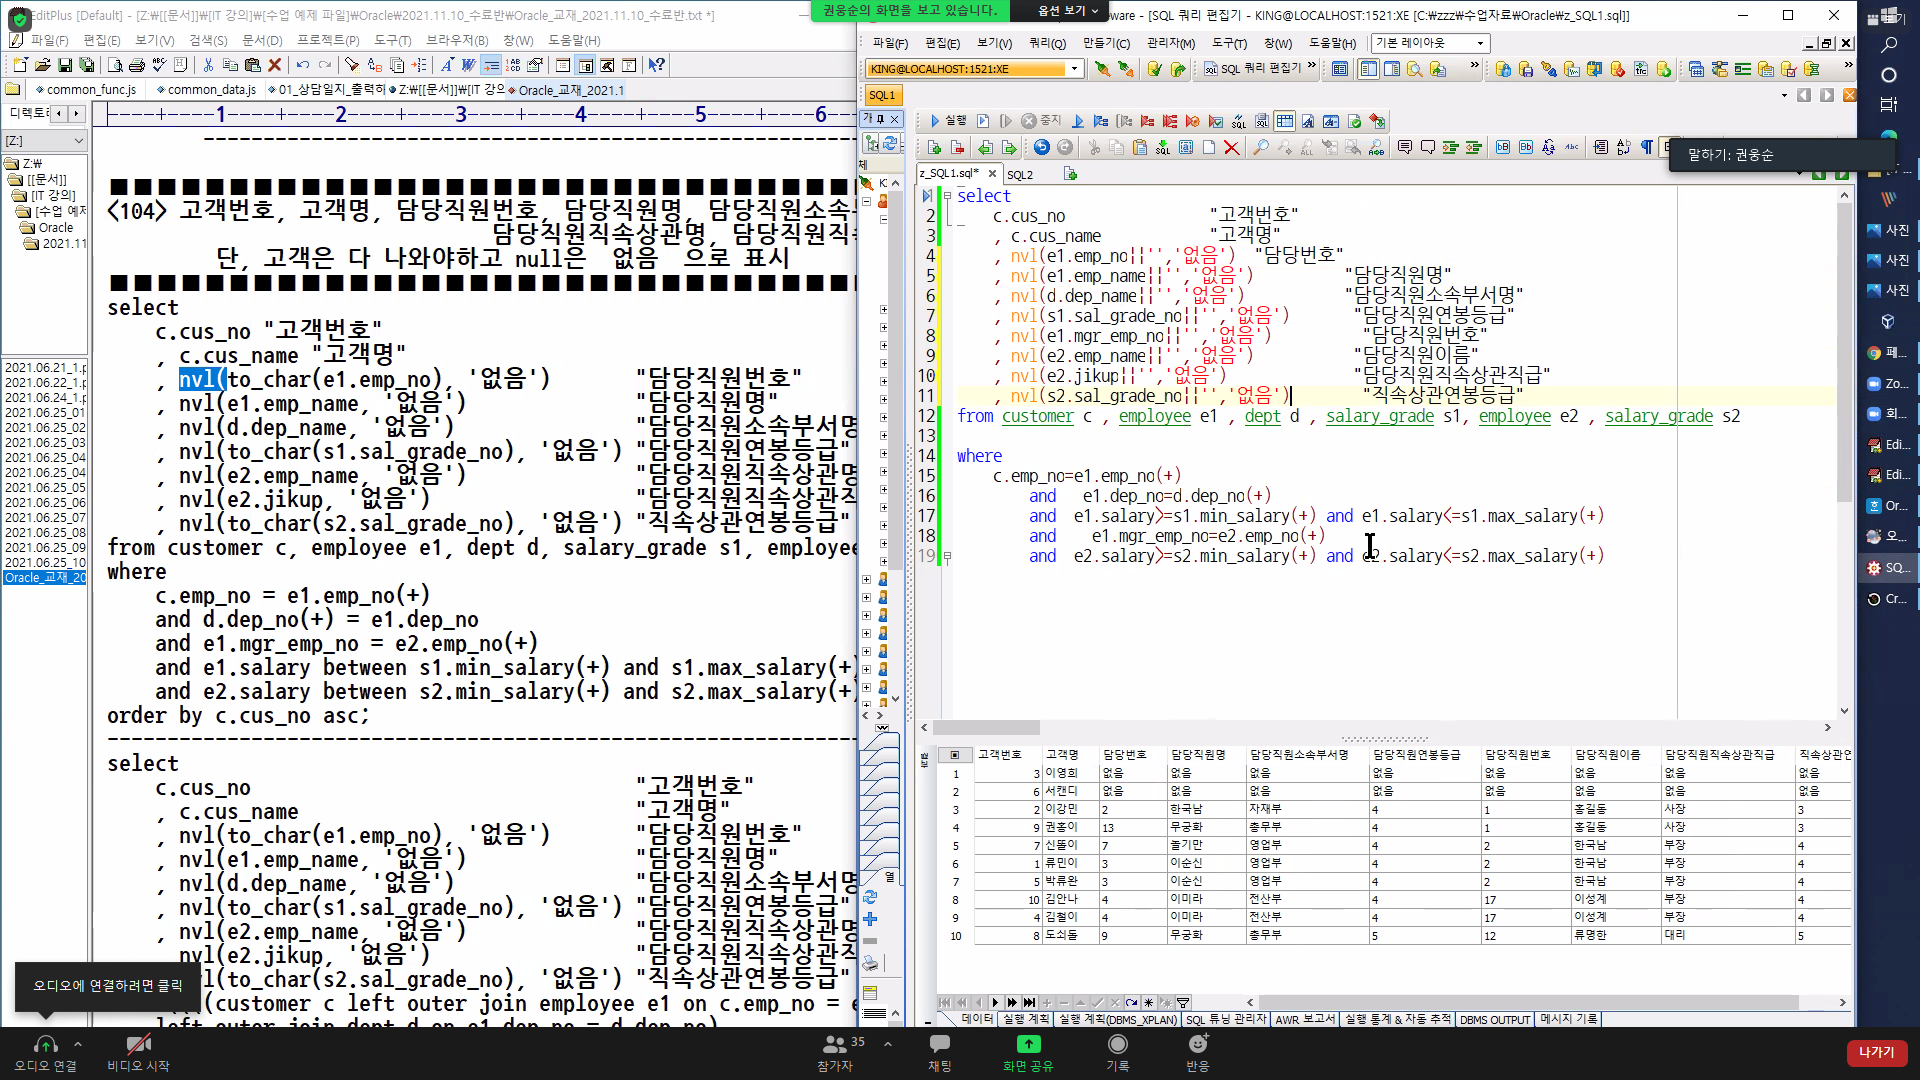 권웅순의 화면을 보고 있습니다.
옵션 보기
EditPlus [Default] - [Z:₩[문서]₩[IT 강의]₩[수업 예제 파일]₩Oracle₩2021.11.10_수료반₩Oracle_교재_2021.11.10_수료반.txt *]
파일(F) 편집(E) 보기(V) 검색(S) 문서(D) 프로젝트(P) 도구(T) 브라우저(B) 창(W) 도움말(H)
common_func.js
common_data.js
01_상담일지_출력하
Z:₩[[문서]]₩[IT 강의
Oracle_교재_2021.1
디렉토
[Z:]
Z:₩
[[문서]]
[IT 강의]
[수업 예제
Oracle
2021.11
2021.06.21_1.p
2021.06.22_1.p
2021.06.24_1.p
2021.06.25_01
2021.06.25_02
2021.06.25_03
2021.06.25_04
2021.06.25_04
2021.06.25_05
2021.06.25_06
2021.06.25_07
2021.06.25_08
2021.06.25_09
2021.06.25_10
Oracle_교재_20
----+----1----+----2----+----3----+----4----+----5----+----6---
<104> 고객번호, 고객명, 담당직원번호, 담당직원명, 담당직원소속
담당직원직속상관명, 담당직원직속
단, 고객은 다 나와야하고 null은 없음 으로 표시
select
c.cus_no "고객번호"
, c.cus_name "고객명"
, nvl(to_char(e1.emp_no), '없음') "담당직원번호"
, nvl(e1.emp_name, '없음') "담당직원명"
, nvl(d.dep_name, '없음') "담당직원소속부서명
, nvl(to_char(s1.sal_grade_no), '없음') "담당직원연봉등급"
, nvl(e2.emp_name, '없음') "담당직원직속상관명
, nvl(e2.jikup, '없음') "담당직원직속상관직
, nvl(to_char(s2.sal_grade_no), '없음') "직속상관연봉등급"
from customer c, employee e1, dept d, salary_grade s1, employee
where
c.emp_no = e1.emp_no(+)
and d.dep_no(+) = e1.dep_no
and e1.mgr_emp_no = e2.emp_no(+)
and e1.salary between s1.min_salary(+) and s1.max_salary(+
and e2.salary between s2.min_salary(+) and s2.max_salary(+
order by c.cus_no asc;
select
c.cus_no "고객번호"
, c.cus_name "고객명"
, nvl(to_char(e1.emp_no), '없음') "담당직원번호"
, nvl(e1.emp_name, '없음') "담당직원명"
, nvl(d.dep_name, '없음') "담당직원소속부서명
, nvl(to_char(s1.sal_grade_no), '없음') "담당직원연봉등급"
, nvl(e2.emp_name, '없음') "담당직원직속상관명
nvl(e2.jikup, '없음') "담당직원직속상관직
nvl(to_char(s2.sal_grade_no), '없음') "직속상관연봉등급"
(customer c left outer join employee e1 on c.emp_no = e
left outer join dept d on e1.dep_no = d.dep_no)
오디오에 연결하려면 클릭
ware - [SQL 쿼리 편집기 - KING@LOCALHOST:1521:XE [C:₩zzz₩수업자료₩Oracle₩z_SQL1.sql]]
파일(F) 편집(E) 보기(V) 쿼리(Q) 만들기(C) 관리자(M) 도구(T) 창(W) 도움말(H) 기본 레이아웃
KING@LOCALHOST:1521:XE
SQL 쿼리 편집기
SQL1
실행 중지
말하기: 권웅순
z_SQL1.sql* SQL2
select
2 c.cus_no "고객번호"
3 , c.cus_name "고객명"
4 , nvl(e1.emp_no||'','없음') "담당번호"
5 , nvl(e1.emp_name||'','없음') "담당직원명"
6 , nvl(d.dep_name||'','없음') "담당직원소속부서명"
7 , nvl(s1.sal_grade_no||'','없음') "담당직원연봉등급"
8 , nvl(e1.mgr_emp_no||'','없음') "담당직원번호"
9 , nvl(e2.emp_name||'','없음') "담당직원이름"
10 , nvl(e2.jikup||'','없음') "담당직원직속상관직급"
11 , nvl(s2.sal_grade_no||'','없음') "직속상관연봉등급"
12 from customer c , employee e1 , dept d , salary_grade s1, employee e2 , salary_grade s2
13
14 where
15 c.emp_no=e1.emp_no(+)
16 and e1.dep_no=d.dep_no(+)
17 and e1.salary>=s1.min_salary(+) and e1.salary<=s1.max_salary(+)
18 and e1.mgr_emp_no=e2.emp_no(+)
19 and e2.salary>=s2.min_salary(+) and e2.salary<=s2.max_salary(+)
고객번호 고객명 담당번호 담당직원명 담당직원소속부서명 담당직원연봉등급 담당직원번호 담당직원이름 담당직원직속상관직급 직속상관연
1 3 이영희 없음 없음 없음 없음 없음 없음 없음 없음
2 6 서캔디 없음 없음 없음 없음 없음 없음 없음 없음
3 2 이강민 2 한국남 자재부 4 1 홍길동 사장 3
4 9 권홍이 13 무궁화 총무부 4 1 홍길동 사장 3
5 7 신똘이 7 놀기만 영업부 4 2 한국남 부장 4
6 1 류민이 3 이순신 영업부 4 2 한국남 부장 4
7 5 박류완 3 이순신 영업부 4 2 한국남 부장 4
8 10 김안나 4 이미라 전산부 4 17 이성계 부장 4
9 4 김철이 4 이미라 전산부 4 17 이성계 부장 4
10 8 도쇠돌 9 무궁화 총무부 5 12 류명한 대리 5
데이터 실행 계획 실행 계획(DBMS_XPLAN) SQL 튜닝 관리자 AWR 보고서 실행 통계 & 자동 추적 DBMS OUTPUT 메시지 기록
사진
사진
사진
페...
Zo...
회...
Edi...
Edi...
Or...
오...
SQ...
Cr...
오디오 연결
비디오 시작
참가자 35
채팅
화면 공유
기록
반응
나가기